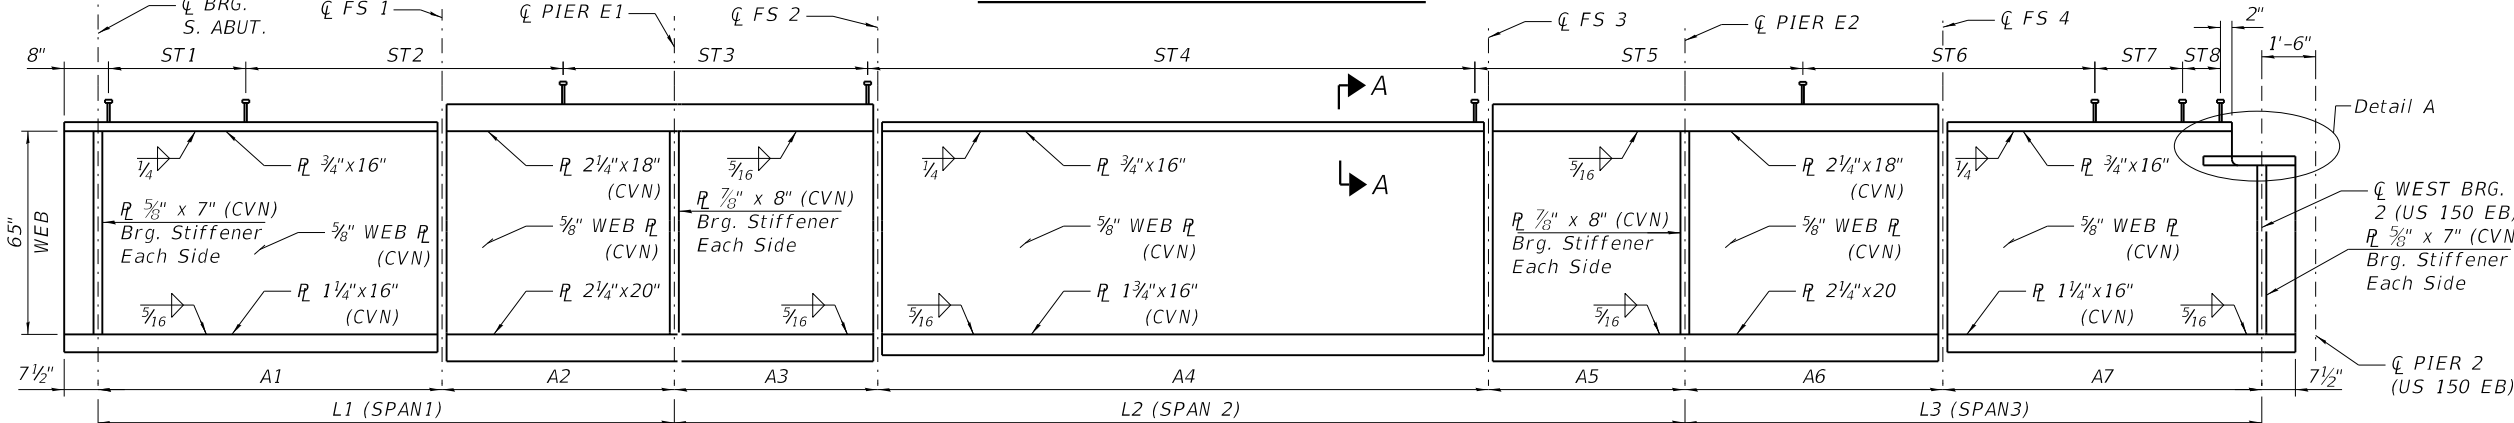 ℄ BRG.
S. ABUT.
℄ FS 1
℄ PIER E1
℄ FS 2
℄ FS 3
℄ PIER E2
℄ FS 4
2"
1'-6"
8"
ST1
ST2
ST3
ST4
ST5
ST6
ST7
ST8
A
A
Detail A
65"
WEB
1/4
℄ 3/4"x16"
P̵L 5/8" x 7" (CVN)
Brg. Stiffener
Each Side
5/8" WEB PL
(CVN)
5/16
PL 1 1/4"x16"
(CVN)
PL 2 1/4"x18"
(CVN)
5/8" WEB PL
(CVN)
PL 2 1/4"x20"
5/16
PL 7/8" x 8" (CVN)
Brg. Stiffener
Each Side
5/16
1/4
PL 3/4"x16"
5/8" WEB PL
(CVN)
5/16
PL 1 3/4"x16"
(CVN)
5/16
PL 7/8" x 8" (CVN)
Brg. Stiffener
Each Side
5/16
PL 2 1/4"x18"
(CVN)
5/8" WEB PL
(CVN)
PL 2 1/4"x20
1/4
PL 3/4"x16"
5/8" WEB PL
(CVN)
PL 1 1/4"x16"
(CVN)
5/16
℄ WEST BRG.
2 (US 150 EB)
PL 5/8" x 7" (CVN
Brg. Stiffener
Each Side
℄ PIER 2
(US 150 EB)
7 1/2"
A1
A2
A3
A4
A5
A6
A7
7 1/2"
L1 (SPAN1)
L2 (SPAN 2)
L3 (SPAN3)